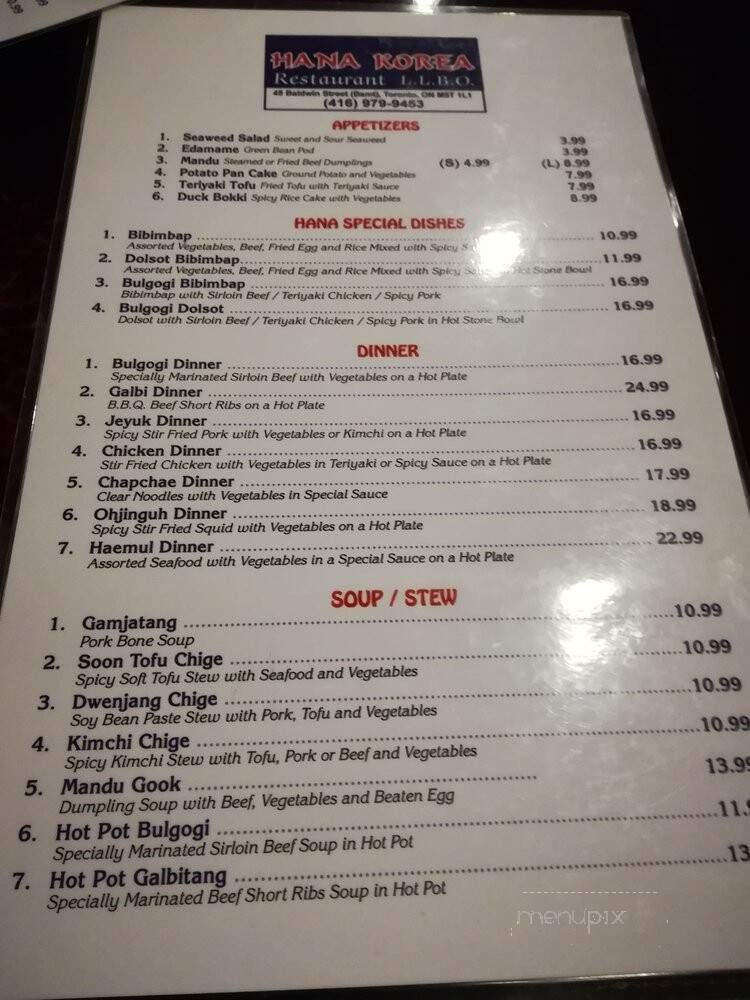 HANA KOREA
Restaurant L.L.B.O.
(416) 979-9453
APPETIZERS
1. Seaweed Salad Sweet and Sour Seaweed 3.99
2. Edamame Green Bean Pod 3.99
3. Mandu Steamed or Fried Beef Dumplings (S) 4.99 (L) 8.99
4. Potato Pan Cake Ground Potato and Vegetables 7.99
5. Teriyaki Tofu Fried Tofu with Teriyaki Sauce 7.99
6. Duck Bokki Spicy Rice Cake with Vegetables 8.99
HANA SPECIAL DISHES
1. Bibimbap 10.99
Assorted Vegetables, Beef, Fried Egg and Rice Mixed with Spicy
2. Dolsot Bibimbap 11.99
Assorted Vegetables, Beef, Fried Egg and Rice Mixed with Spicy Hot Stone Bowl
3. Bulgogi Bibimbap 16.99
Bibimbap with Sirloin Beef / Teriyaki Chicken / Spicy Pork
4. Bulgogi Dolsot 16.99
Dolsot with Sirloin Beef / Teriyaki Chicken / Spicy Pork in Hot Stone Bowl
DINNER
1. Bulgogi Dinner 16.99
Specially Marinated Sirloin Beef with Vegetables on a Hot Plate
2. Galbi Dinner 24.99
B.B.Q. Beef Short Ribs on a Hot Plate
3. Jeyuk Dinner 16.99
Spicy Stir Fried Pork with Vegetables or Kimchi on a Hot Plate
4. Chicken Dinner 16.99
Stir Fried Chicken with Vegetables in Teriyaki or Spicy Sauce on a Hot Plate
5. Chapchae Dinner 17.99
Clear Noodles with Vegetables in Special Sauce
6. Ohjinguh Dinner 18.99
Spicy Stir Fried Squid with Vegetables on a Hot Plate
7. Haemul Dinner 22.99
Assorted Seafood with Vegetables in a Special Sauce on a Hot Plate
SOUP / STEW
1. Gamjatang 10.99
Pork Bone Soup
2. Soon Tofu Chige 10.99
Spicy Soft Tofu Stew with Seafood and Vegetables
3. Dwenjang Chige 10.99
Soy Bean Paste Stew with Pork, Tofu and Vegetables
4. Kimchi Chige 10.99
Spicy Kimchi Stew with Tofu, Pork or Beef and Vegetables
5. Mandu Gook 13.99
Dumpling Soup with Beef, Vegetables and Beaten Egg
6. Hot Pot Bulgogi 11.
Specially Marinated Sirloin Beef Soup in Hot Pot
7. Hot Pot Galbitang 13
Specially Marinated Beef Short Ribs Soup in Hot Pot
menupix